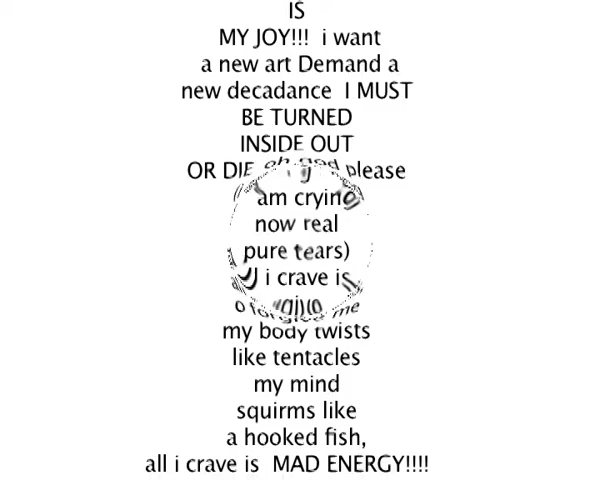 IS
MY JOY!!! i want
a new art Demand a
new decadance I MUST
BE TURNED
INSIDE OUT
OR DIE oh god please
am crying
now real
pure tears)
i crave is
me
my body twists
like tentacles
my mind
squirms like
a hooked fish,
all i crave is MAD ENERGY!!!!